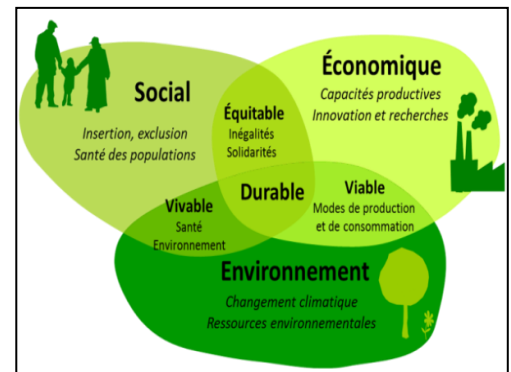 Social
Insertion, exclusion
Santé des populations
Économique
Capacités productives
Innovation et recherches
Équitable
Inégalités
Solidarités
Durable
Vivable
Santé
Environnement
Viable
Modes de production
et de consommation
Environnement
Changement climatique
Ressources environnementales